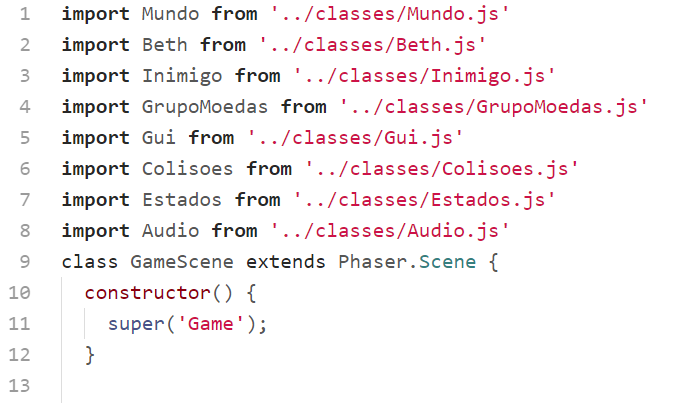 1 import Mundo from '../classes/Mundo.js'
2 import Beth from '../classes/Beth.js'
3 import Inimigo from '../classes/Inimigo.js'
4 import GrupoMoedas from '../classes/GrupoMoedas.js'
5 import Gui from '../classes/Gui.js'
6 import Colisoes from '../classes/Colisoes.js'
7 import Estados from '../classes/Estados.js'
8 import Audio from '../classes/Audio.js'
9 class GameScene extends Phaser.Scene {
10   constructor() {
11     super('Game');
12   }
13